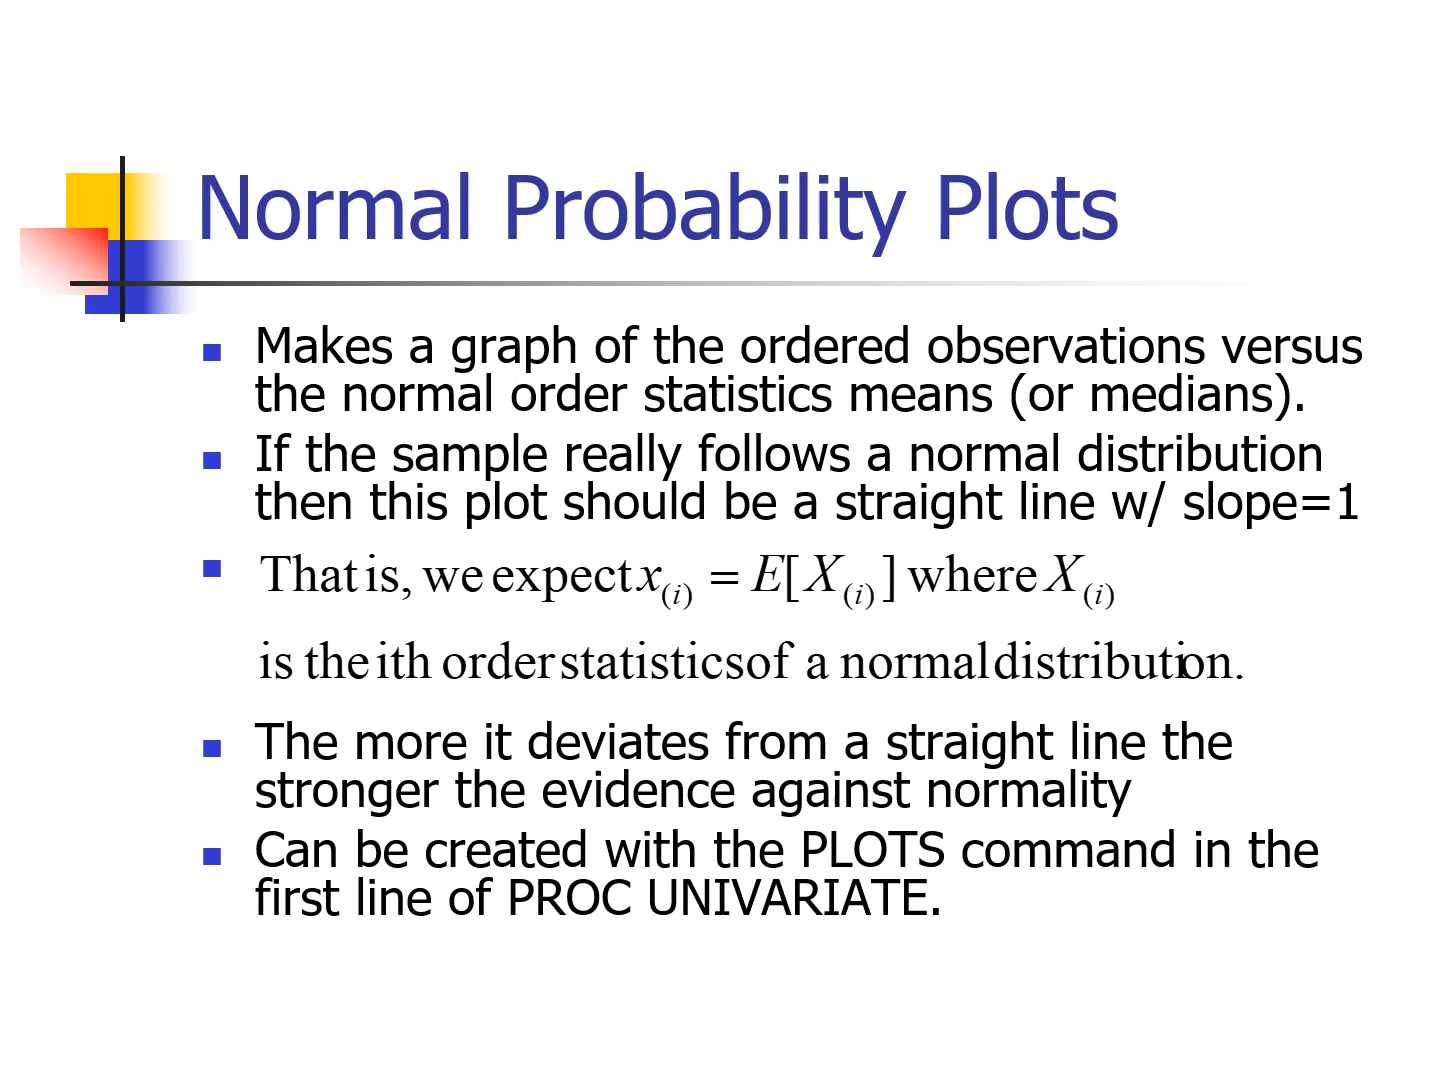 Normal Probability Plots
Makes a graph of the ordered observations versus
the normal order statistics means (or medians).
If the sample really follows a normal distribution
then this plot should be a straight line w/ slope=1
That is, we expect x(i) = E[X(i)] where X(i)
is the ith order statistics of a normal distribution.
The more it deviates from a straight line the
stronger the evidence against normality
Can be created with the PLOTS command in the
first line of PROC UNIVARIATE.